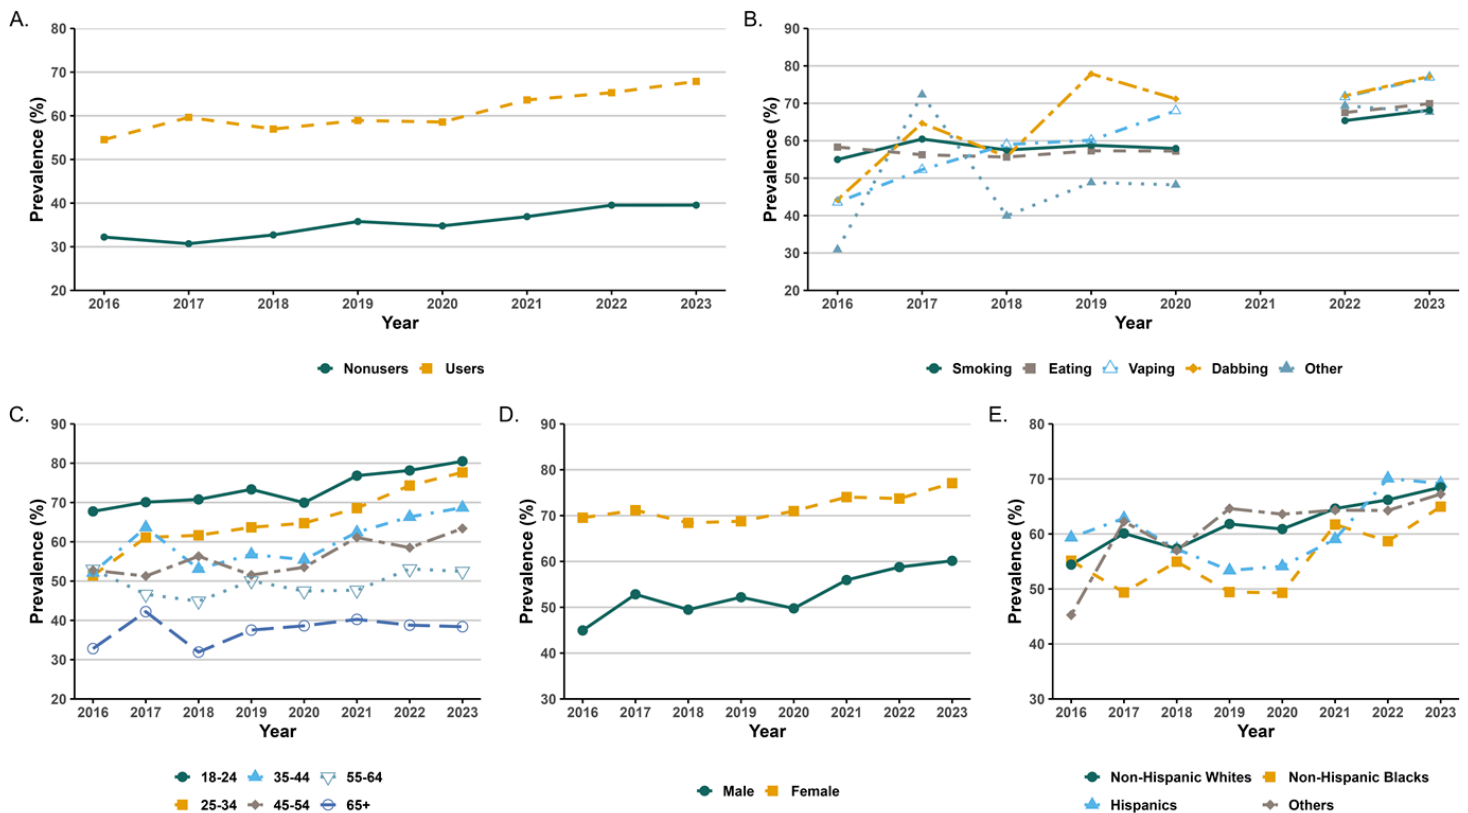 A.
80
70
60
50
40
30
20
Prevalence (%)
2016 2017 2018 2019 2020 2021 2022 2023
Year
Nonusers Users
B.
90
80
70
60
50
40
30
20
Prevalence (%)
2016 2017 2018 2019 2020 2021 2022 2023
Year
Smoking Eating Vaping Dabbing Other
C.
90
80
70
60
50
40
30
20
Prevalence (%)
2016 2017 2018 2019 2020 2021 2022 2023
Year
18-24 35-44 55-64
25-34 45-54 65+
D.
90
80
70
60
50
40
30
Prevalence (%)
2016 2017 2018 2019 2020 2021 2022 2023
Year
Male Female
E.
80
70
60
50
40
30
Prevalence (%)
2016 2017 2018 2019 2020 2021 2022 2023
Year
Non-Hispanic Whites Non-Hispanic Blacks
Hispanics Others